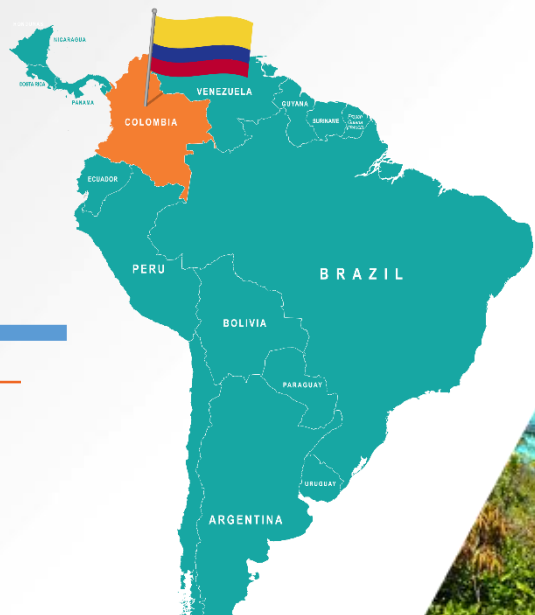 NICARAGUA
COSTA RICA
PANAMA
VENEZUELA
GUYANA
SURINAME
COLOMBIA
ECUADOR
PERU
BRAZIL
BOLIVIA
PARAGUAY
URUGUAY
ARGENTINA